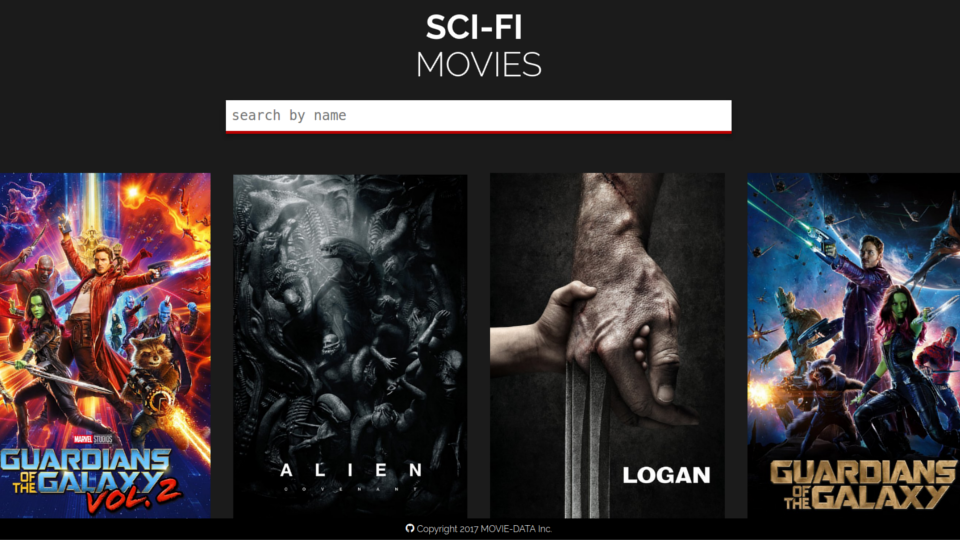 SCI-FI
MOVIES
search by name
MARVEL STUDIOS
GUARDIANS
OF THE GALAXY
VOL. 2
ALIEN
COVENANT
LOGAN
GUARDIANS
OF THE GALAXY
Copyright 2017 MOVIE-DATA Inc.